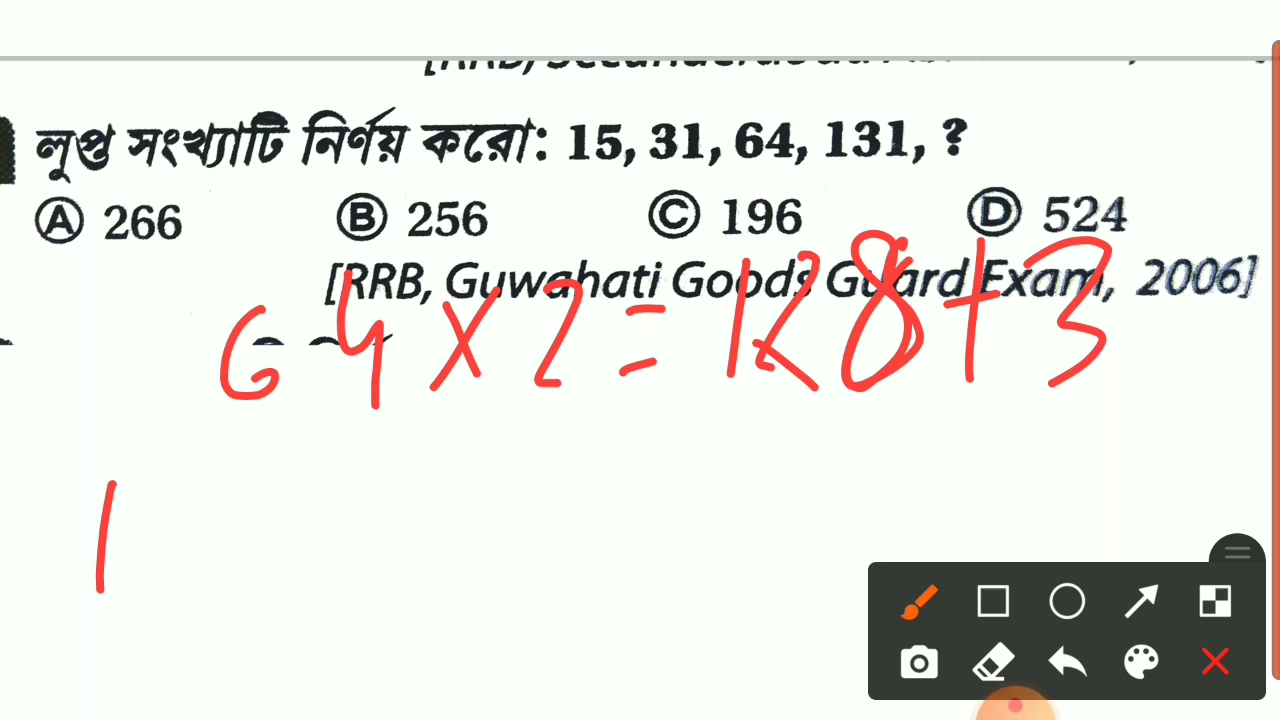 লুপ্ত সংখ্যাটি নির্ণয় করো: 15, 31, 64, 131, ?
Ⓐ 266 Ⓑ 256 Ⓒ 196 Ⓓ 524
[RRB, Guwahati Goods Guard Exam, 2006]
64 x 2 = 128 + 3
1